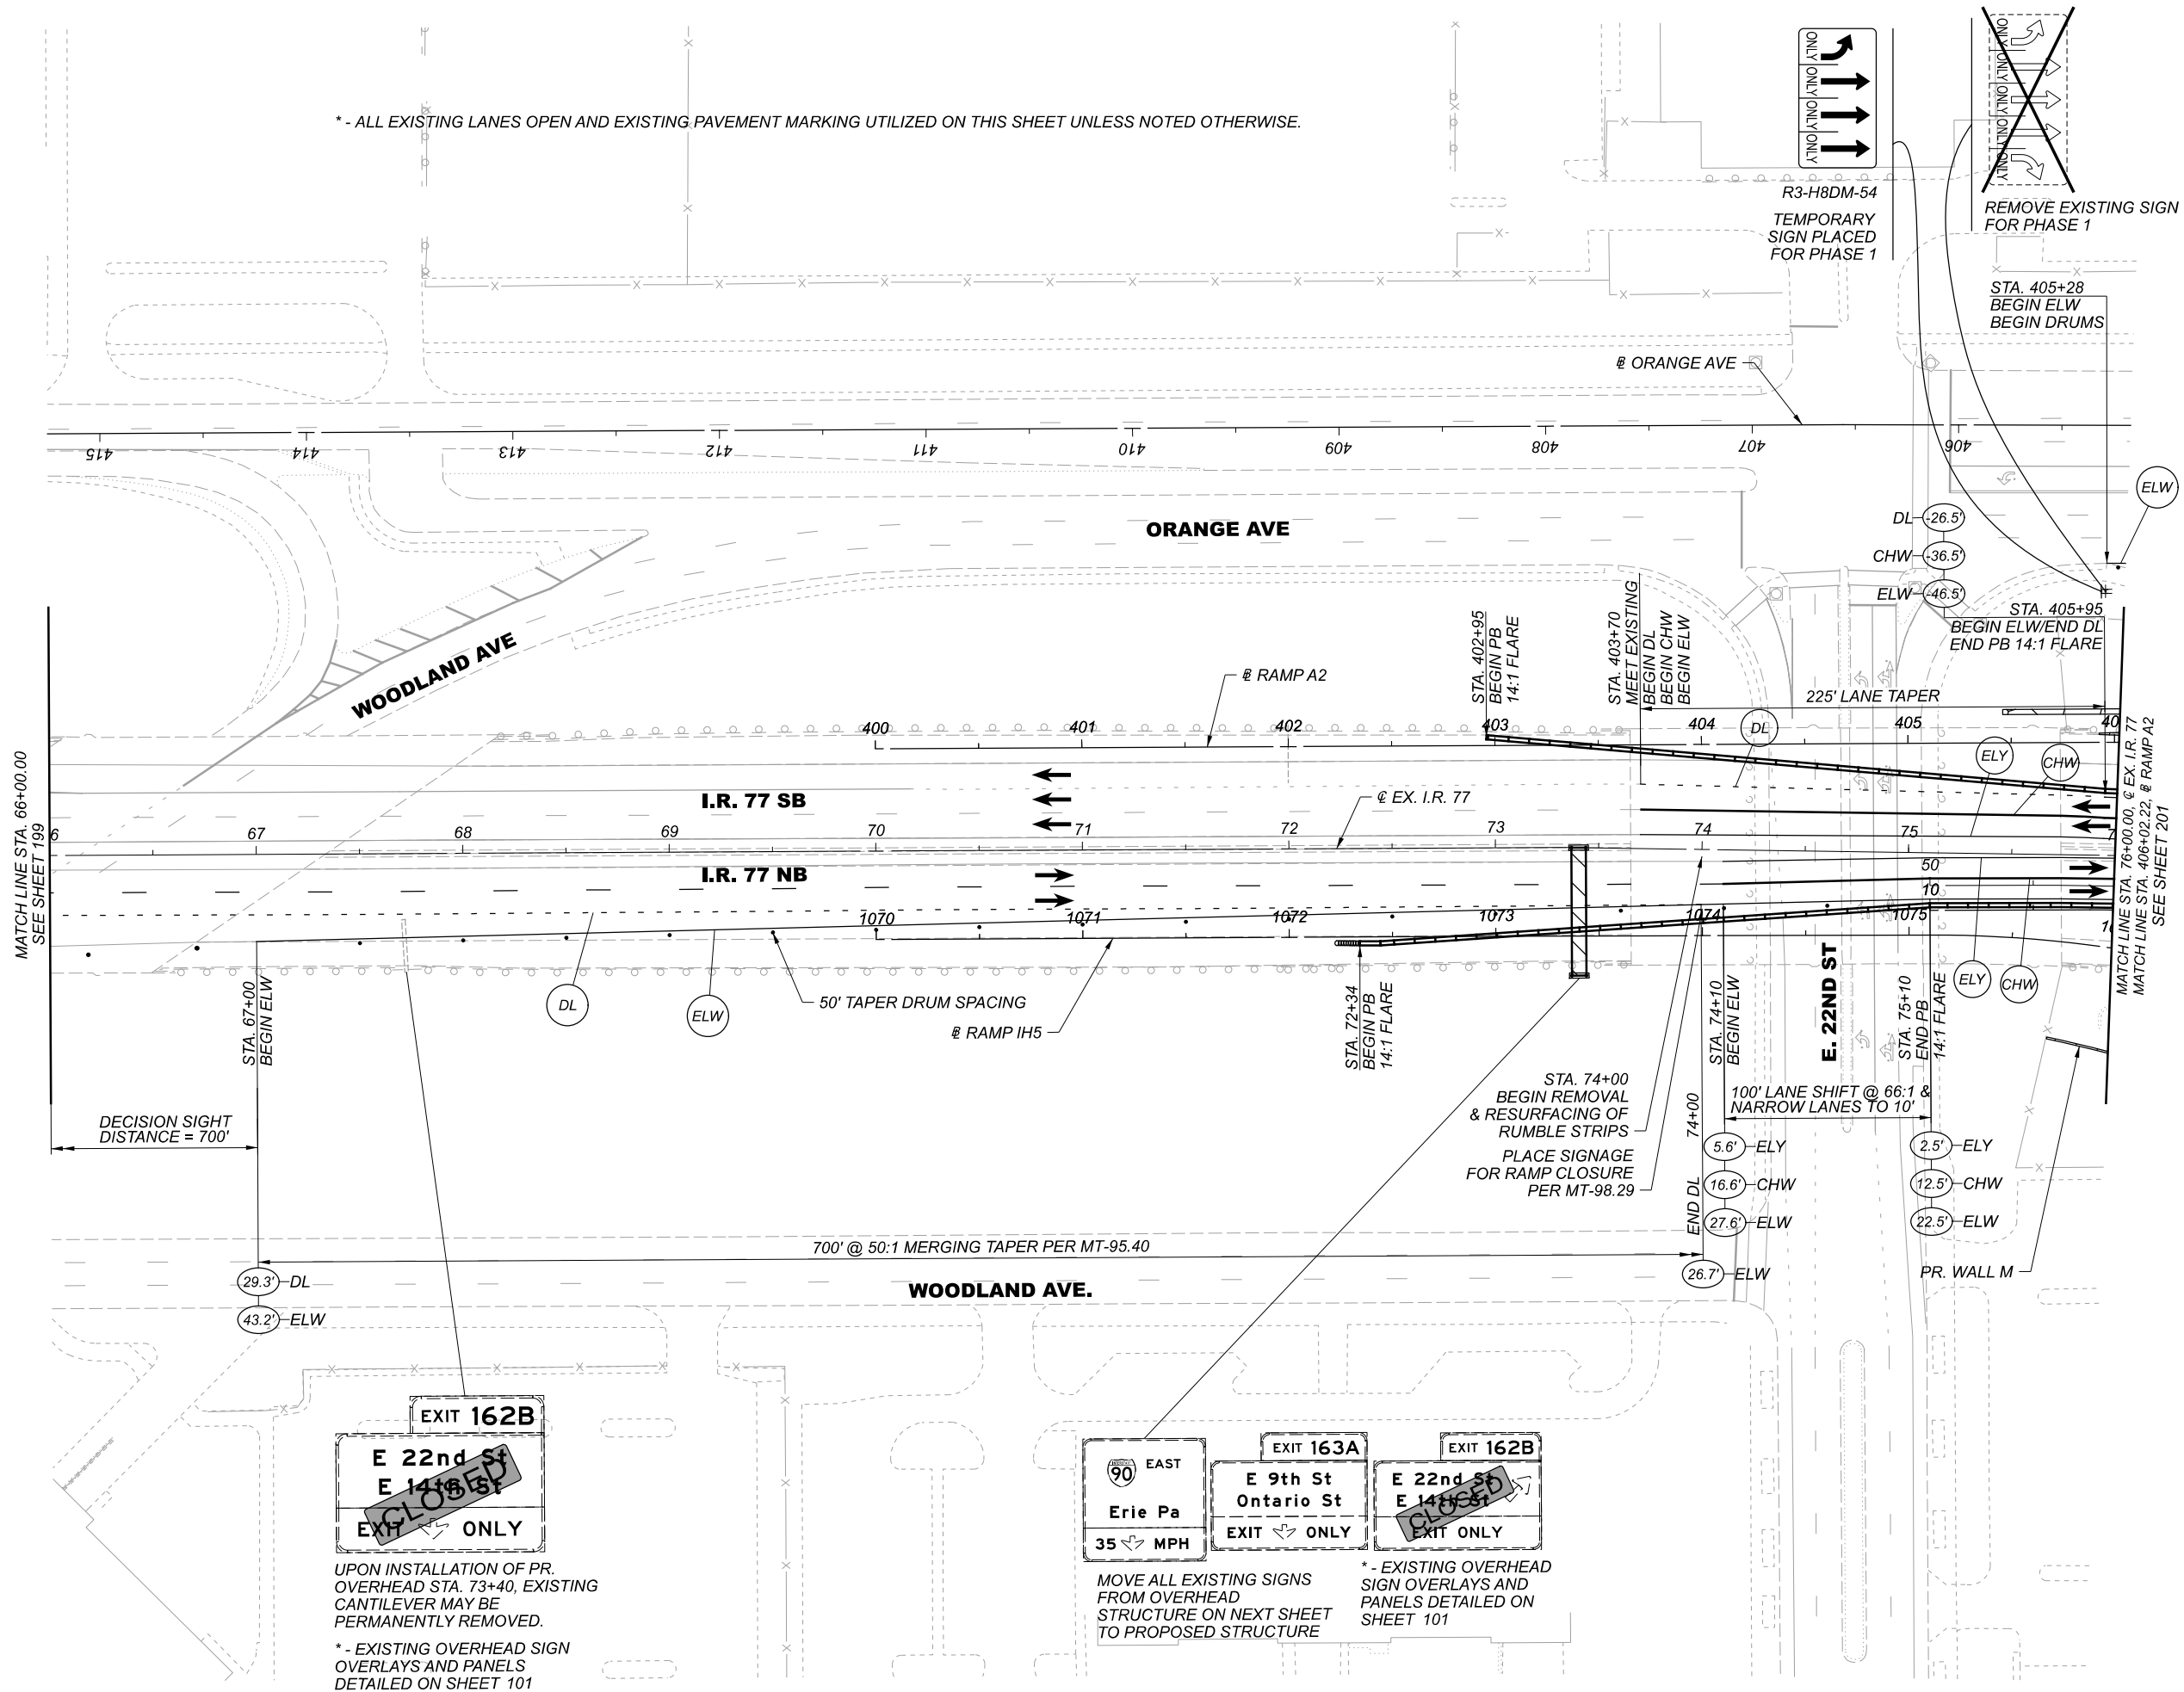 * - ALL EXISTING LANES OPEN AND EXISTING PAVEMENT MARKING UTILIZED ON THIS SHEET UNLESS NOTED OTHERWISE.
ONLY
ONLY
ONLY
ONLY
R3-H8DM-54
TEMPORARY
SIGN PLACED
FOR PHASE 1
ONLY
ONLY
ONLY
ONLY
ONLY
REMOVE EXISTING SIGN
FOR PHASE 1
STA. 405+28
BEGIN ELW
BEGIN DRUMS
℄ ORANGE AVE
415
414
413
412
411
410
409
408
407
406
ELW
ORANGE AVE
DL
-26.5'
CHW
-36.5'
ELW
-46.5'
STA. 405+95
BEGIN ELW/END DL
END PB 14:1 FLARE
WOODLAND AVE
℄ RAMP A2
STA. 402+95
BEGIN PB
14:1 FLARE
STA. 403+70
MEET EXISTING
BEGIN DL
BEGIN CHW
BEGIN ELW
225' LANE TAPER
400
401
402
403
404
405
40
DL
ELY
CHW
I.R. 77 SB
℄ EX. I.R. 77
6
67
68
69
70
71
72
73
74
75
7
I.R. 77 NB
50
10
1070
1071
1072
1073
1074
1075
10
MATCH LINE STA. 66+00.00
SEE SHEET 199
MATCH LINE STA. 76+00.00, ℄ EX. I.R. 77
MATCH LINE STA. 406+02.22, ℄ RAMP A2
SEE SHEET 201
STA. 67+00
BEGIN ELW
DL
ELW
50' TAPER DRUM SPACING
℄ RAMP IH5
STA. 72+34
BEGIN PB
14:1 FLARE
STA. 74+10
BEGIN ELW
E. 22ND ST
STA. 75+10
END PB
14:1 FLARE
ELY
CHW
DECISION SIGHT
DISTANCE = 700'
STA. 74+00
BEGIN REMOVAL
& RESURFACING OF
RUMBLE STRIPS
PLACE SIGNAGE
FOR RAMP CLOSURE
PER MT-98.29
74+00
END DL
100' LANE SHIFT @ 66:1 &
NARROW LANES TO 10'
5.6'
ELY
16.6'
CHW
27.6'
ELW
2.5'
ELY
12.5'
CHW
22.5'
ELW
700' @ 50:1 MERGING TAPER PER MT-95.40
29.3'
DL
43.2'
ELW
WOODLAND AVE.
26.7'
ELW
PR. WALL M
EXIT 162B
E 22nd St
E 14th St
CLOSED
EXIT ONLY
UPON INSTALLATION OF PR.
OVERHEAD STA. 73+40, EXISTING
CANTILEVER MAY BE
PERMANENTLY REMOVED.
* - EXISTING OVERHEAD SIGN
OVERLAYS AND PANELS
DETAILED ON SHEET 101
90
EAST
Erie Pa
35 MPH
EXIT 163A
E 9th St
Ontario St
EXIT ONLY
EXIT 162B
E 22nd St
E 14th St
CLOSED
EXIT ONLY
MOVE ALL EXISTING SIGNS
FROM OVERHEAD
STRUCTURE ON NEXT SHEET
TO PROPOSED STRUCTURE
* - EXISTING OVERHEAD
SIGN OVERLAYS AND
PANELS DETAILED ON
SHEET 101